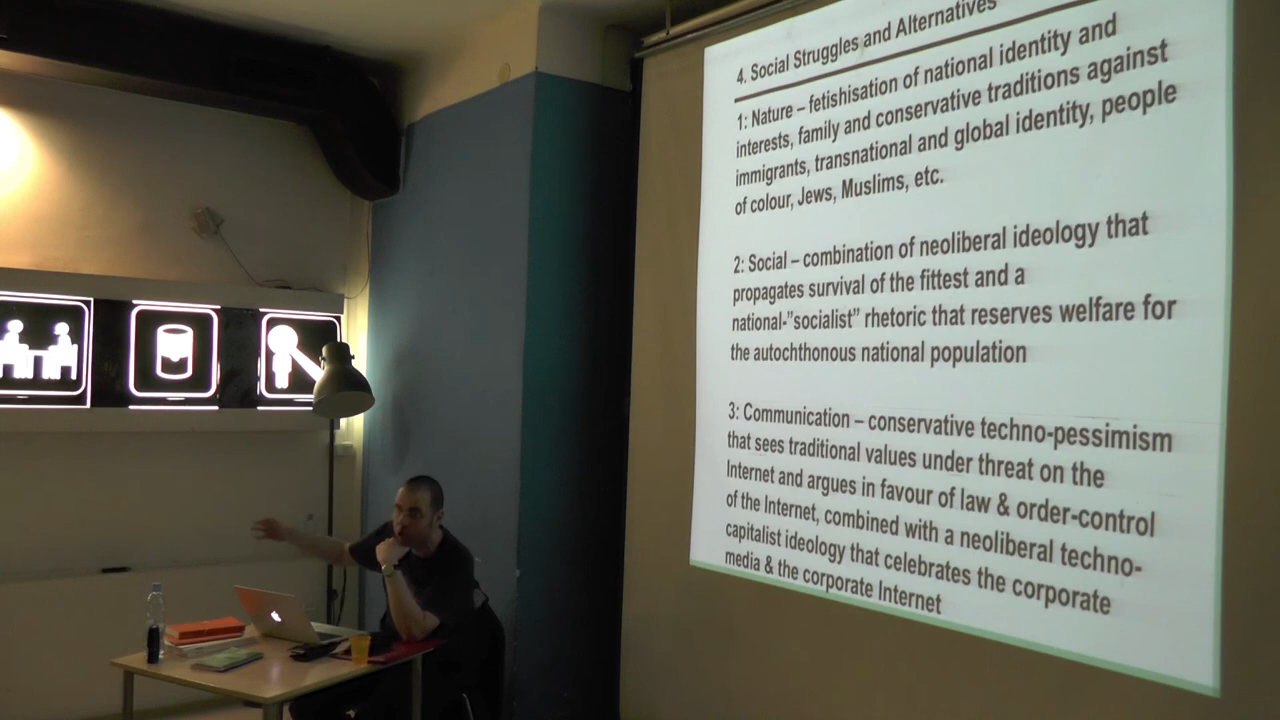 4. Social Struggles and Alternatives
1: Nature – fetishisation of national identity and
interests, family and conservative traditions against
immigrants, transnational and global identity, people
of colour, Jews, Muslims, etc.
2: Social – combination of neoliberal ideology that
propagates survival of the fittest and a
national-”socialist” rhetoric that reserves welfare for
the autochthonous national population
3: Communication – conservative techno-pessimism
that sees traditional values under threat on the
Internet and argues in favour of law & order-control
of the Internet, combined with a neoliberal techno-
capitalist ideology that celebrates the corporate
media & the corporate Internet